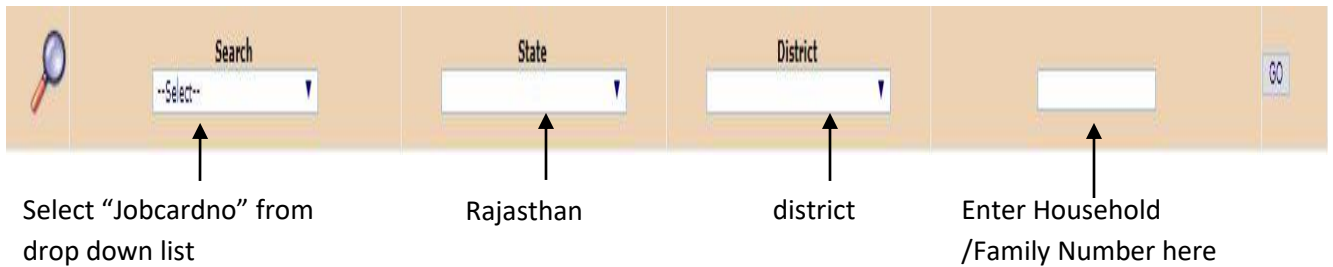 Search State District
--Select-- GO
Select “Jobcardno” from Rajasthan district Enter Household
drop down list /Family Number here